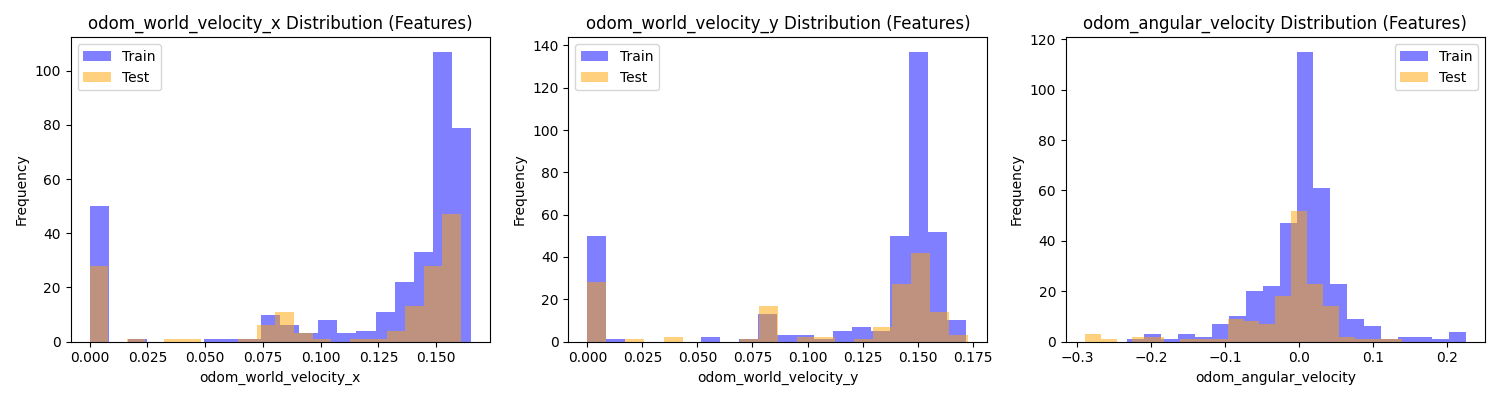 odom_world_velocity_x Distribution (Features)
Train
Test
Frequency
100
80
60
40
20
0
0.000 0.025 0.050 0.075 0.100 0.125 0.150
odom_world_velocity_x
odom_world_velocity_y Distribution (Features)
Train
Test
Frequency
140
120
100
80
60
40
20
0
0.000 0.025 0.050 0.075 0.100 0.125 0.150 0.175
odom_world_velocity_y
odom_angular_velocity Distribution (Features)
Train
Test
Frequency
120
100
80
60
40
20
0
−0.3 −0.2 −0.1 0.0 0.1 0.2
odom_angular_velocity